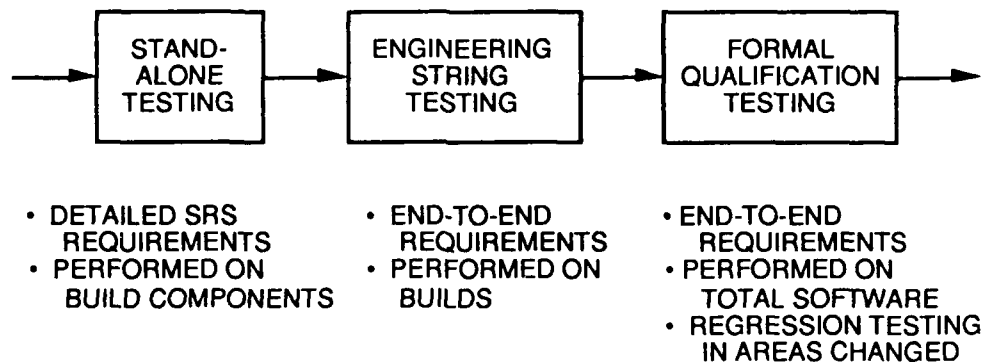 STAND-
ALONE
TESTING
ENGINEERING
STRING
TESTING
FORMAL
QUALIFICATION
TESTING
• DETAILED SRS
REQUIREMENTS
• PERFORMED ON
BUILD COMPONENTS
• END-TO-END
REQUIREMENTS
• PERFORMED ON
BUILDS
• END-TO-END
REQUIREMENTS
• PERFORMED ON
TOTAL SOFTWARE
• REGRESSION TESTING
IN AREAS CHANGED